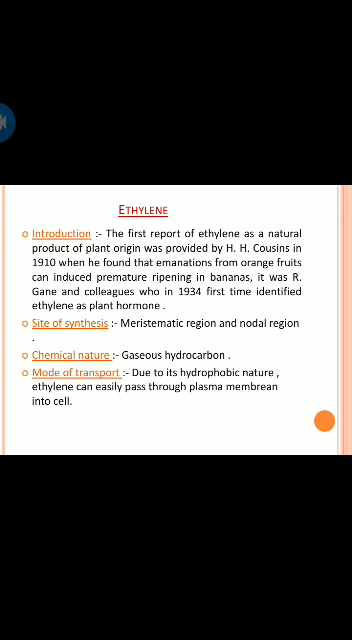 ETHYLENE
Introduction :- The first report of ethylene as a natural
product of plant origin was provided by H. H. Cousins in
1910 when he found that emanations from orange fruits
can induced premature ripening in bananas, it was R.
Gane and colleagues who in 1934 first time identified
ethylene as plant hormone .
Site of synthesis :- Meristematic region and nodal region
.
Chemical nature :- Gaseous hydrocarbon .
Mode of transport :- Due to its hydrophobic nature ,
ethylene can easily pass through plasma membrean
into cell.